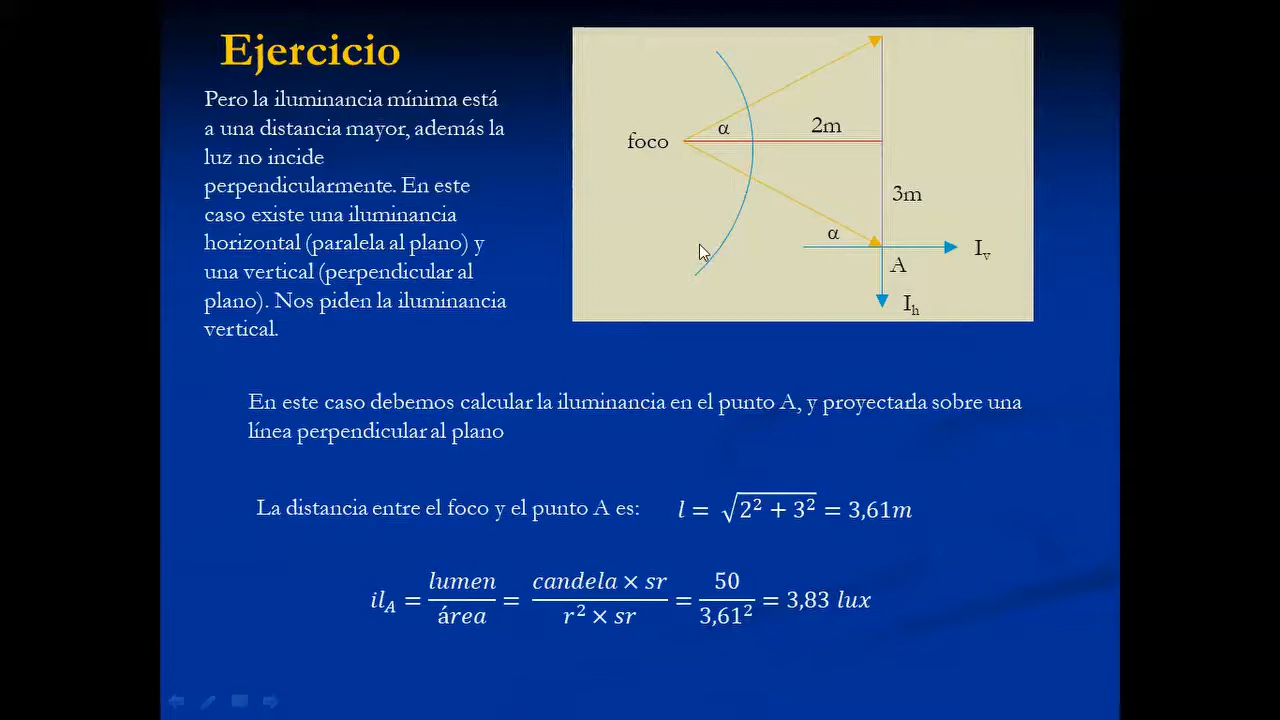 Ejercicio
Pero la iluminancia mínima está
a una distancia mayor, además la
luz no incide
perpendicularmente. En este
caso existe una iluminancia
horizontal (paralela al plano) y
una vertical (perpendicular al
plano). Nos piden la iluminancia
vertical.
foco
α
2m
3m
α
A
I_v
I_h
En este caso debemos calcular la iluminancia en el punto A, y proyectarla sobre una
línea perpendicular al plano
La distancia entre el foco y el punto A es: l = √(2² + 3²) = 3,61m
il_A = lumen/área = candela × sr/r² × sr = 50/3,61² = 3,83 lux